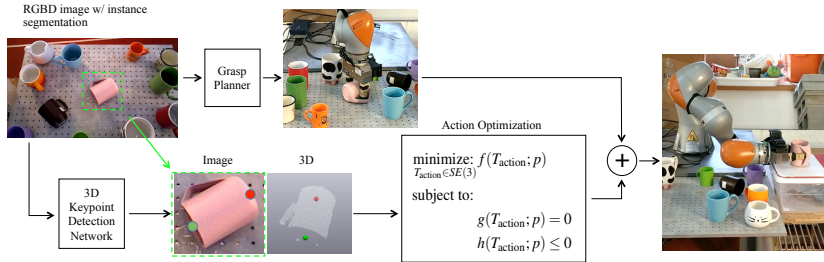 RGBD image w/ instance
segmentation
Grasp
Planner
Action Optimization
Image
3D
3D
Keypoint
Detection
Network
minimize: f(T_action; p)
T_action∈SE(3)
subject to:
g(T_action; p) = 0
h(T_action; p) ≤ 0
+